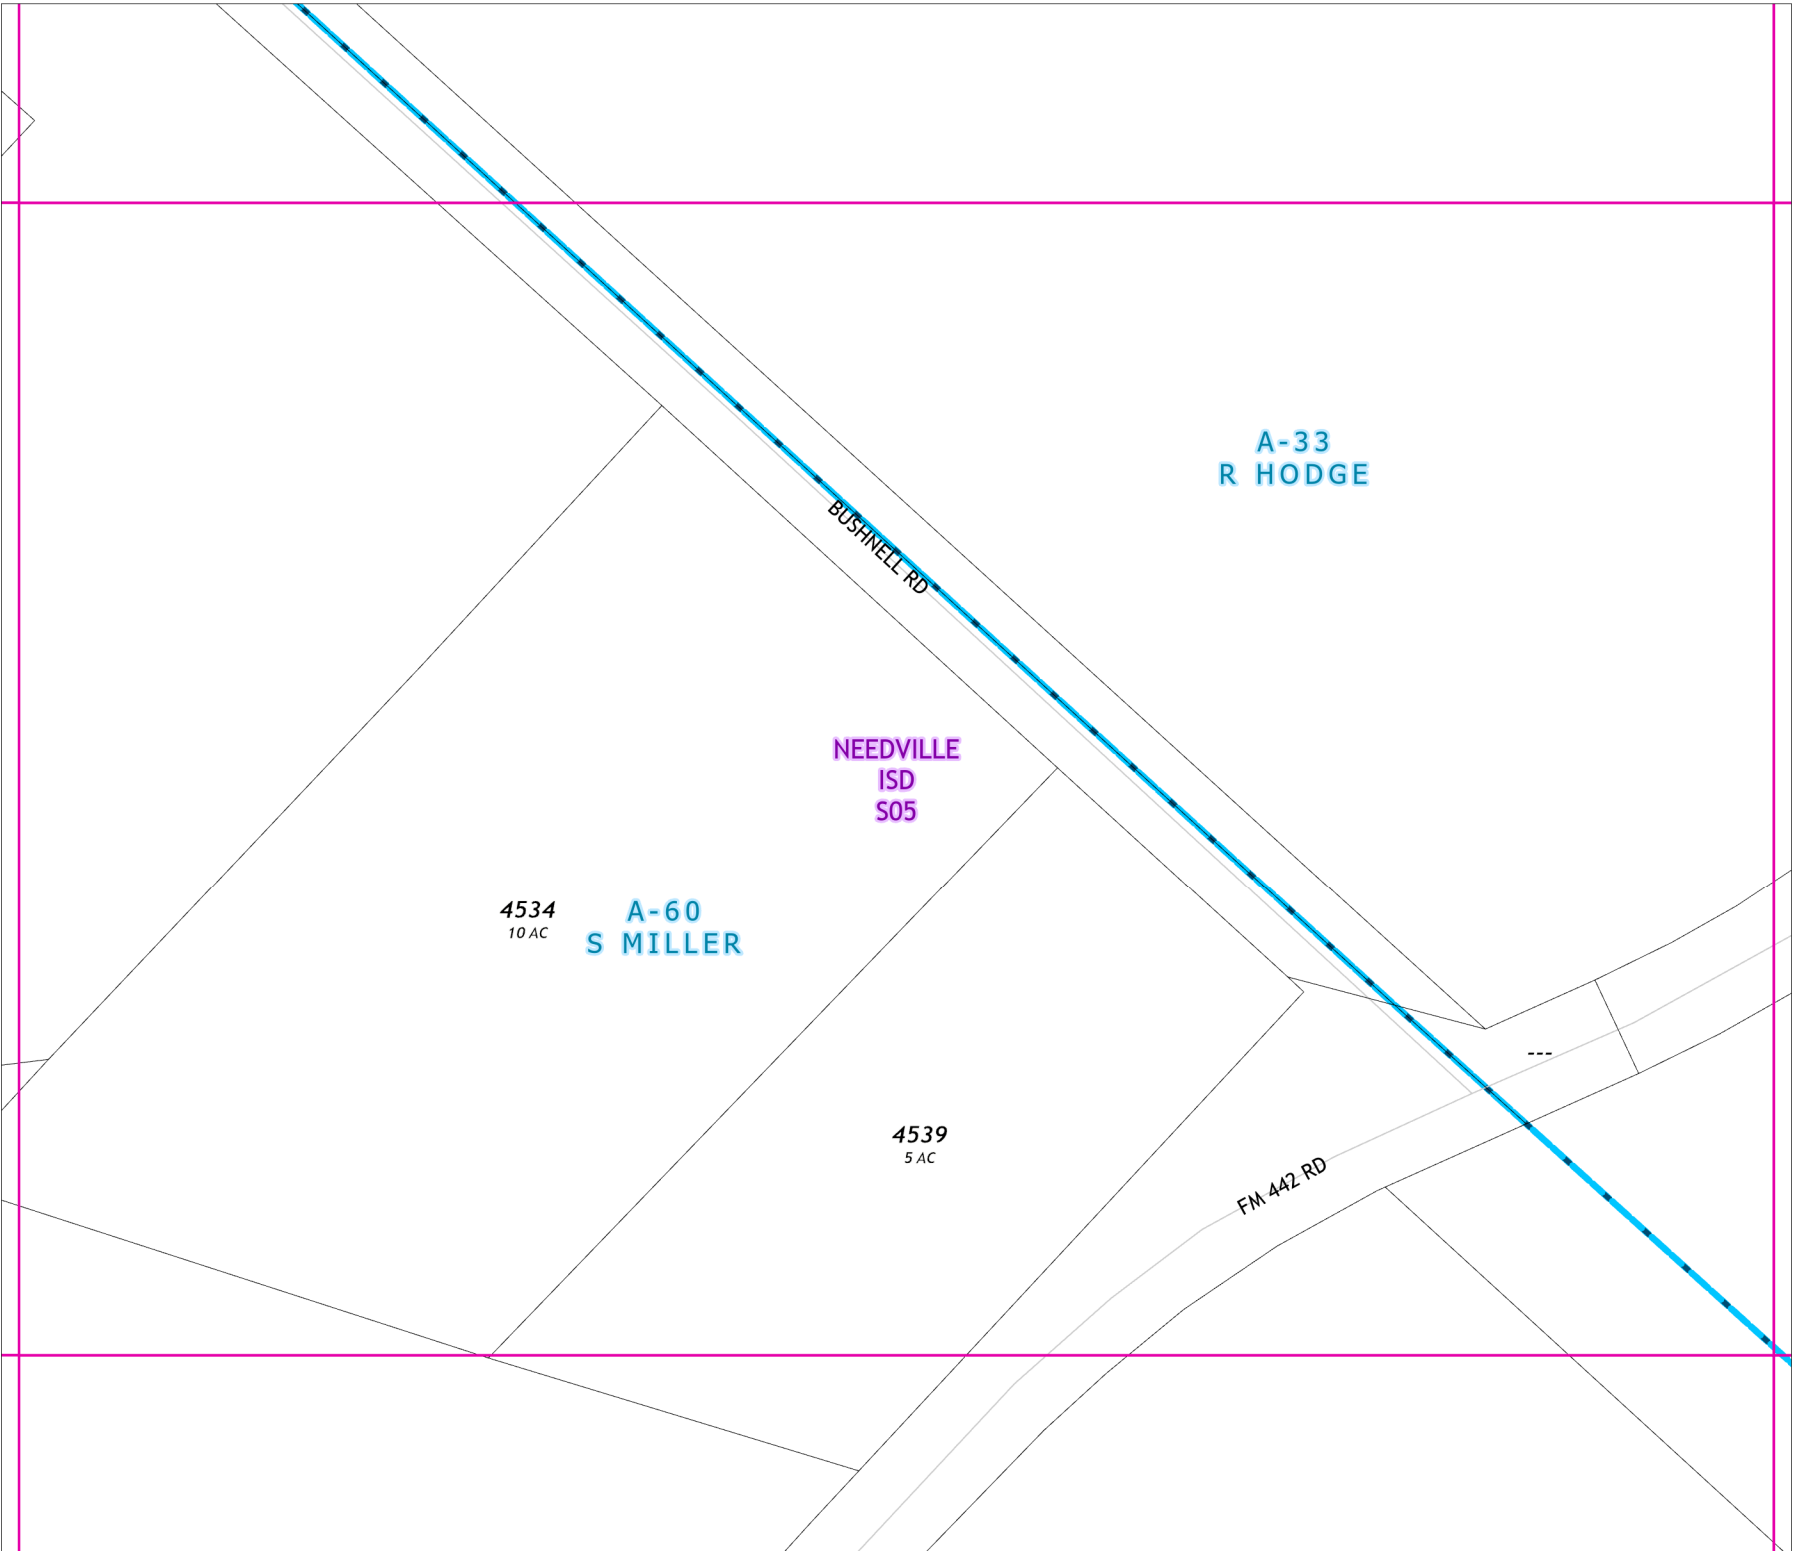 A-33
R HODGE
BUSHNELL RD
NEEDVILLE
ISD
S05
4534
10 AC
A-60
S MILLER
---
4539
5 AC
FM 442 RD